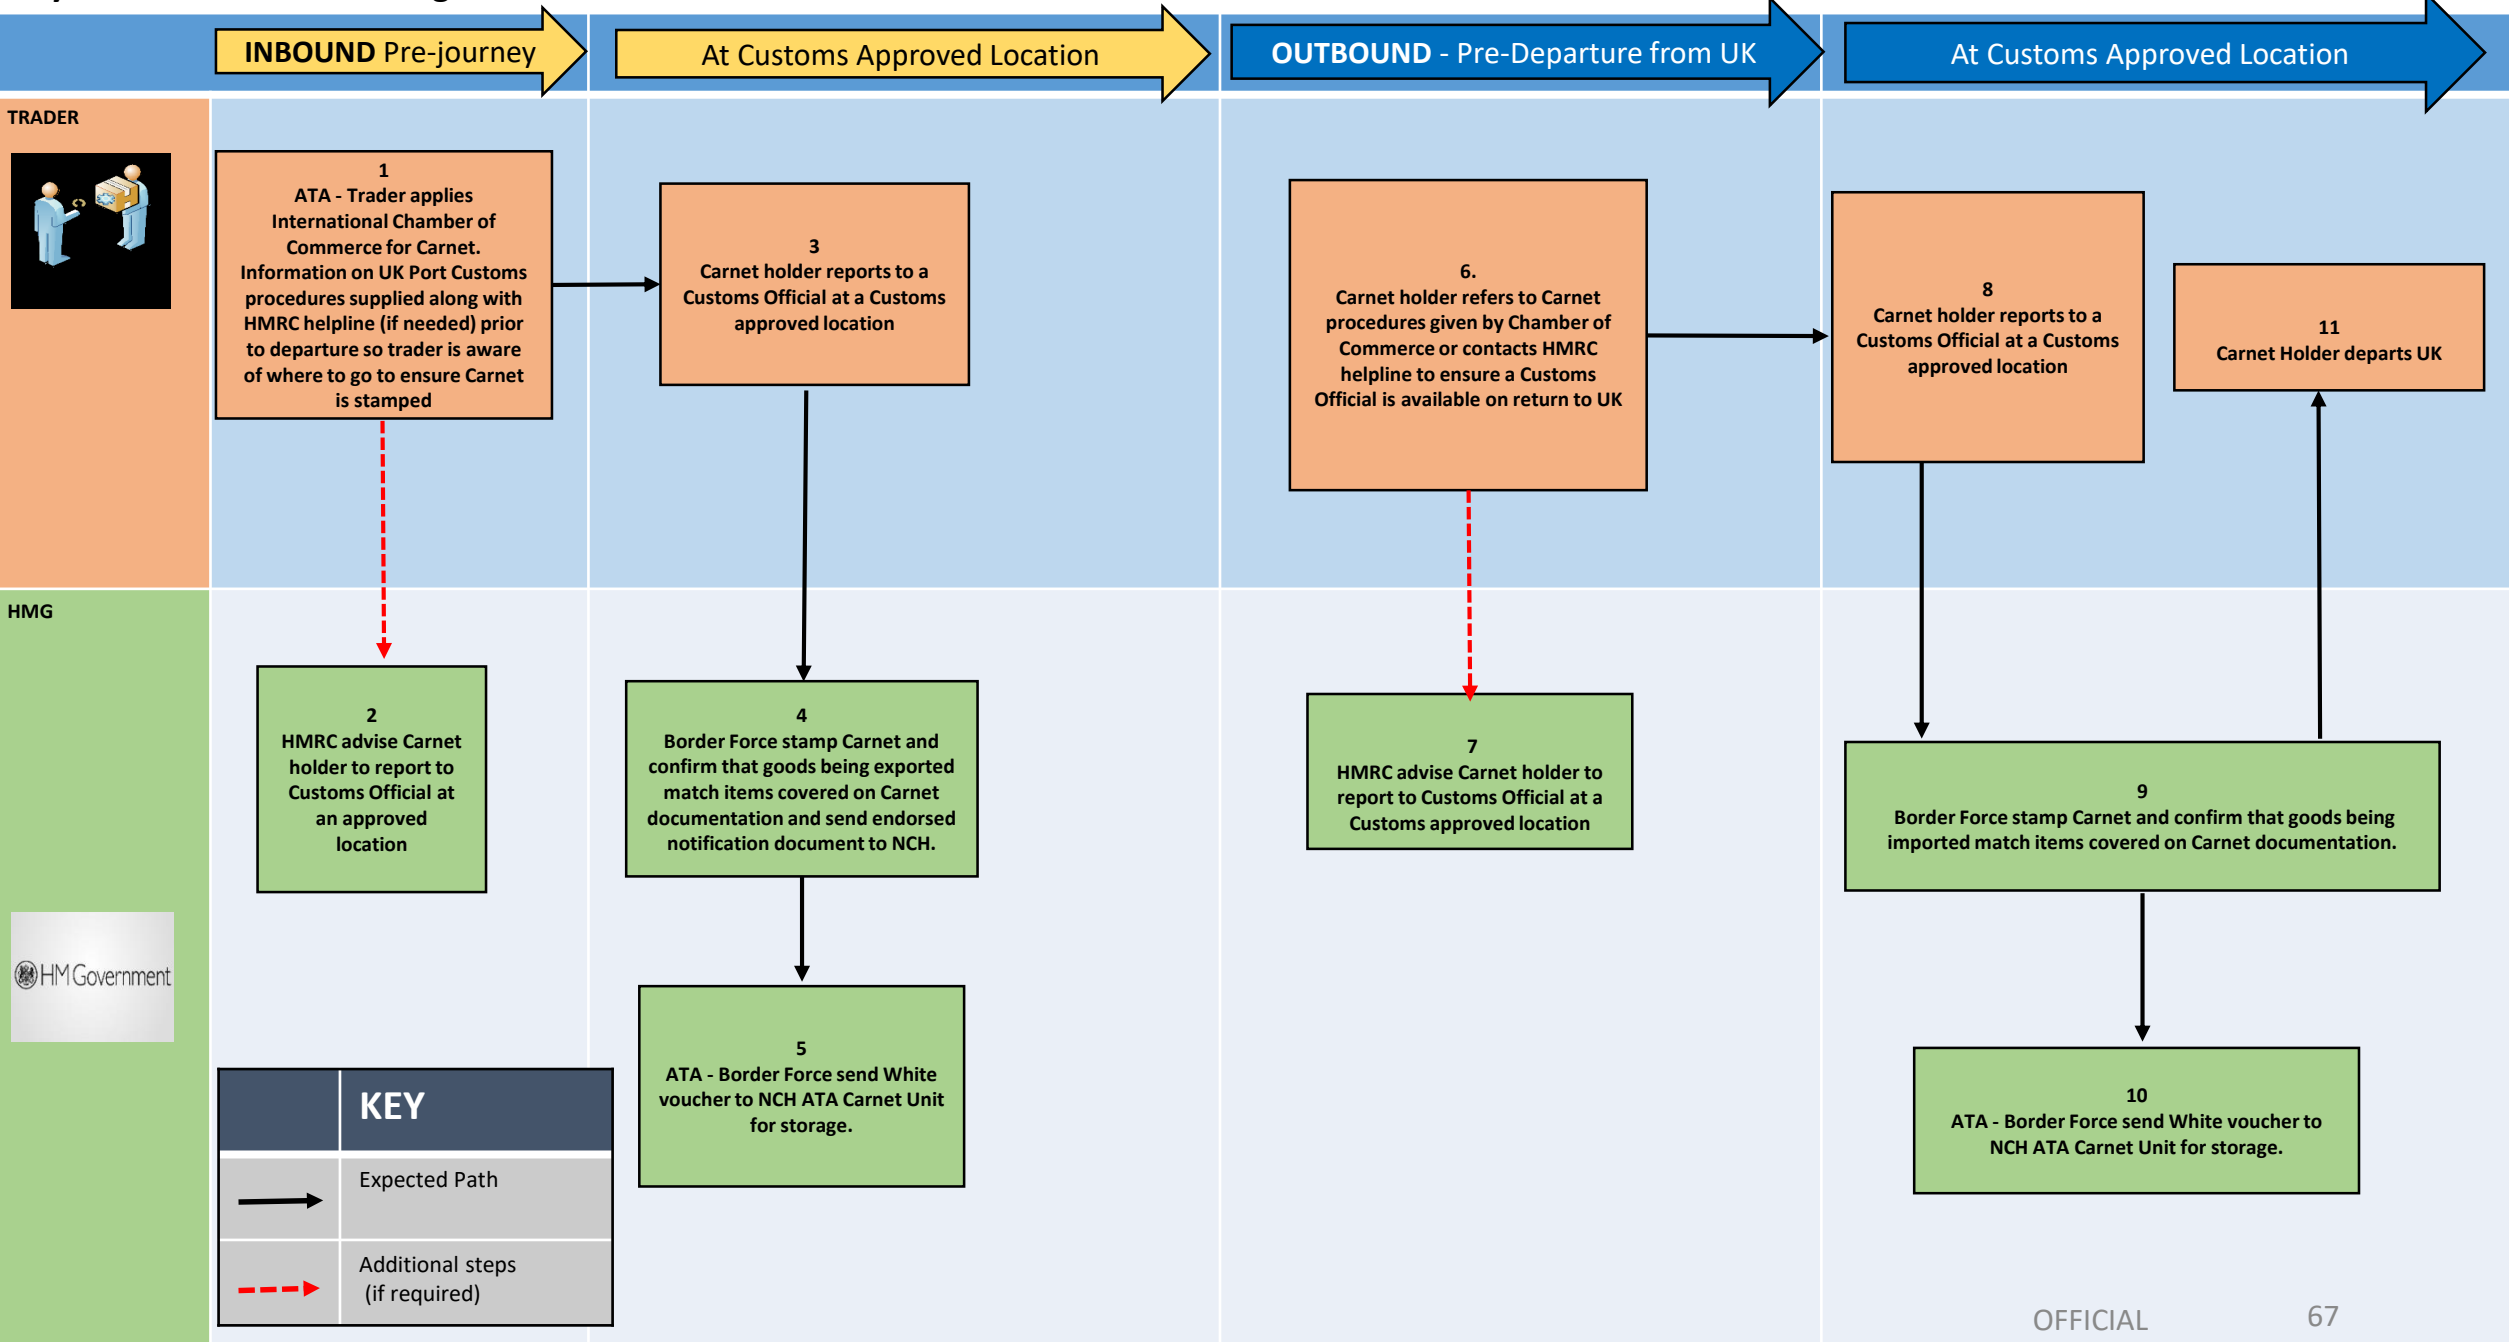 INBOUND Pre-journey
At Customs Approved Location
OUTBOUND - Pre-Departure from UK
At Customs Approved Location
TRADER
1
ATA - Trader applies
International Chamber of
Commerce for Carnet.
Information on UK Port Customs
procedures supplied along with
HMRC helpline (if needed) prior
to departure so trader is aware
of where to go to ensure Carnet
is stamped
3
Carnet holder reports to a
Customs Official at a Customs
approved location
6.
Carnet holder refers to Carnet
procedures given by Chamber of
Commerce or contacts HMRC
helpline to ensure a Customs
Official is available on return to UK
8
Carnet holder reports to a
Customs Official at a Customs
approved location
11
Carnet Holder departs UK
HMG
2
HMRC advise Carnet
holder to report to
Customs Official at
an approved
location
4
Border Force stamp Carnet and
confirm that goods being exported
match items covered on Carnet
documentation and send endorsed
notification document to NCH.
7
HMRC advise Carnet holder to
report to Customs Official at a
Customs approved location
9
Border Force stamp Carnet and confirm that goods being
imported match items covered on Carnet documentation.
HM Government
5
ATA - Border Force send White
voucher to NCH ATA Carnet Unit
for storage.
10
ATA - Border Force send White voucher to
NCH ATA Carnet Unit for storage.
KEY
Expected Path
Additional steps
(if required)
OFFICIAL
67